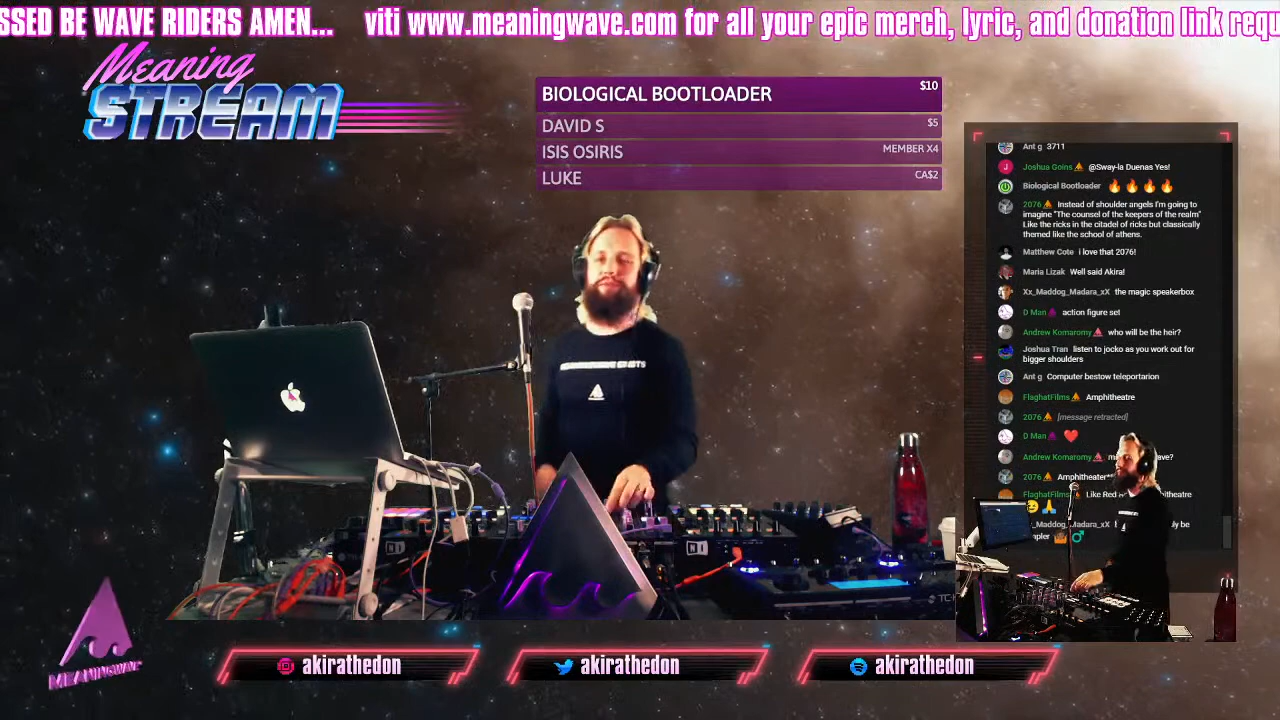 SSED BE WAVE RIDERS AMEN... viti www.meaningwave.com for all your epic merch, lyric, and donation link requ
Meaning
STREAM
BIOLOGICAL BOOTLOADER $10
DAVID S $5
ISIS OSIRIS MEMBER X4
LUKE CA$2
Ant g 3711
Joshua Goins @Sway-la Duenas Yes!
Biological Bootloader
2076 Instead of shoulder angels I'm going to
imagine "The counsel of the keepers of the realm"
Like the ricks in the citadel of ricks but classically
themed like the school of athens.
Matthew Cote i love that 2076!
Maria Lizak Well said Akira!
Xx_Maddog_Madara_xX the magic speakerbox
D Man action figure set
Andrew Komaromy who will be the heir?
Joshua Tran listen to jocko as you work out for
bigger shoulders
Ant g Computer bestow teleportarion
FlaghatFilms Amphitheatre
2076 [message retracted]
D Man
Andrew Komaromy
2076 Amphitheater*
FlaghatFilms Like Red
NI
NI
MEANINGWAVE
akirathedon
akirathedon
akirathedon